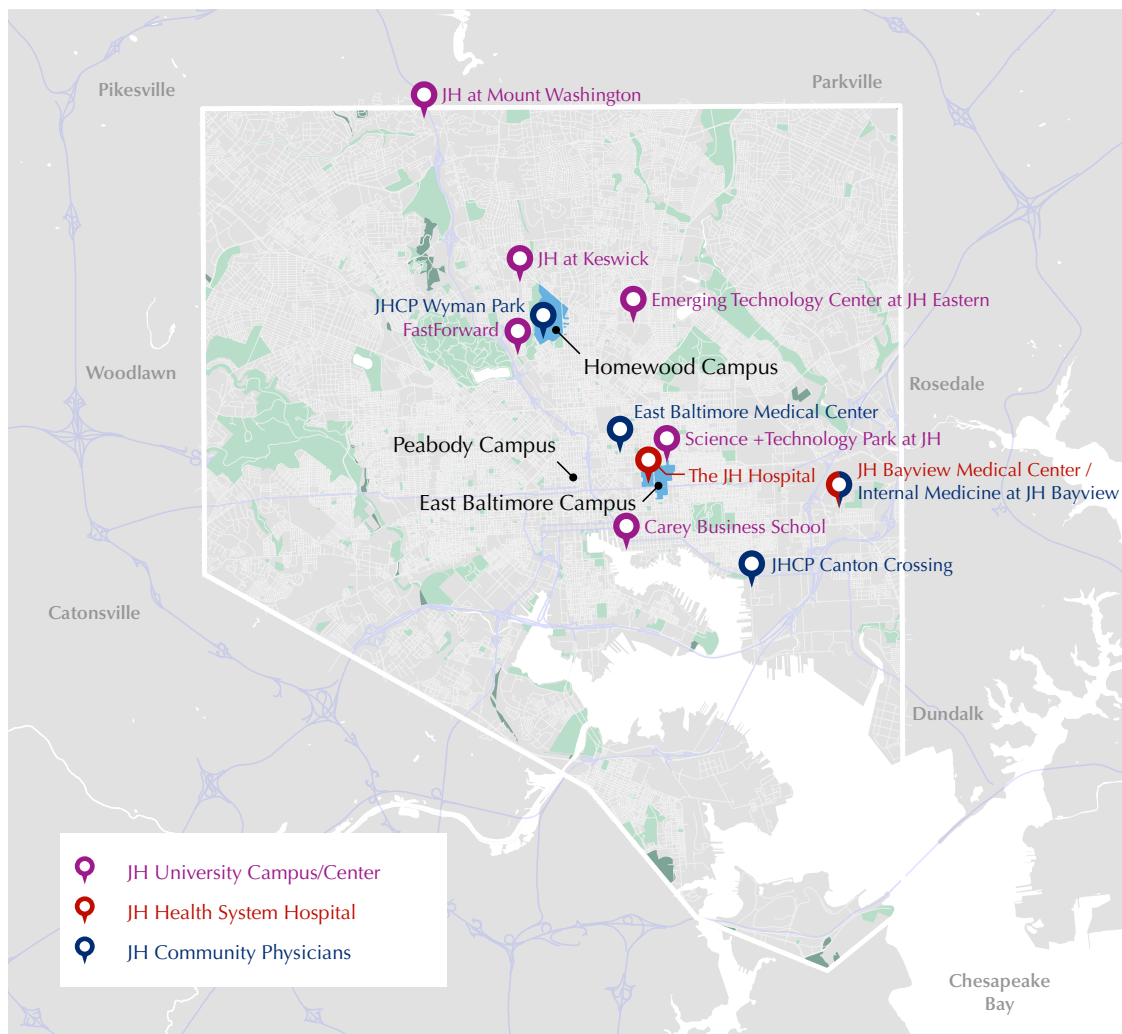 Parkville
Pikesville
JH at Mount Washington
JH at Keswick
Emerging Technology Center at JH Eastern
JHCP Wyman Park
FastForward
Homewood Campus
Woodlawn
Rosedale
East Baltimore Medical Center
Science +Technology Park at JH
Peabody Campus
The JH Hospital
JH Bayview Medical Center /
Internal Medicine at JH Bayview
East Baltimore Campus
Carey Business School
JHCP Canton Crossing
Catonsville
Dundalk
JH University Campus/Center
JH Health System Hospital
JH Community Physicians
Chesapeake
Bay